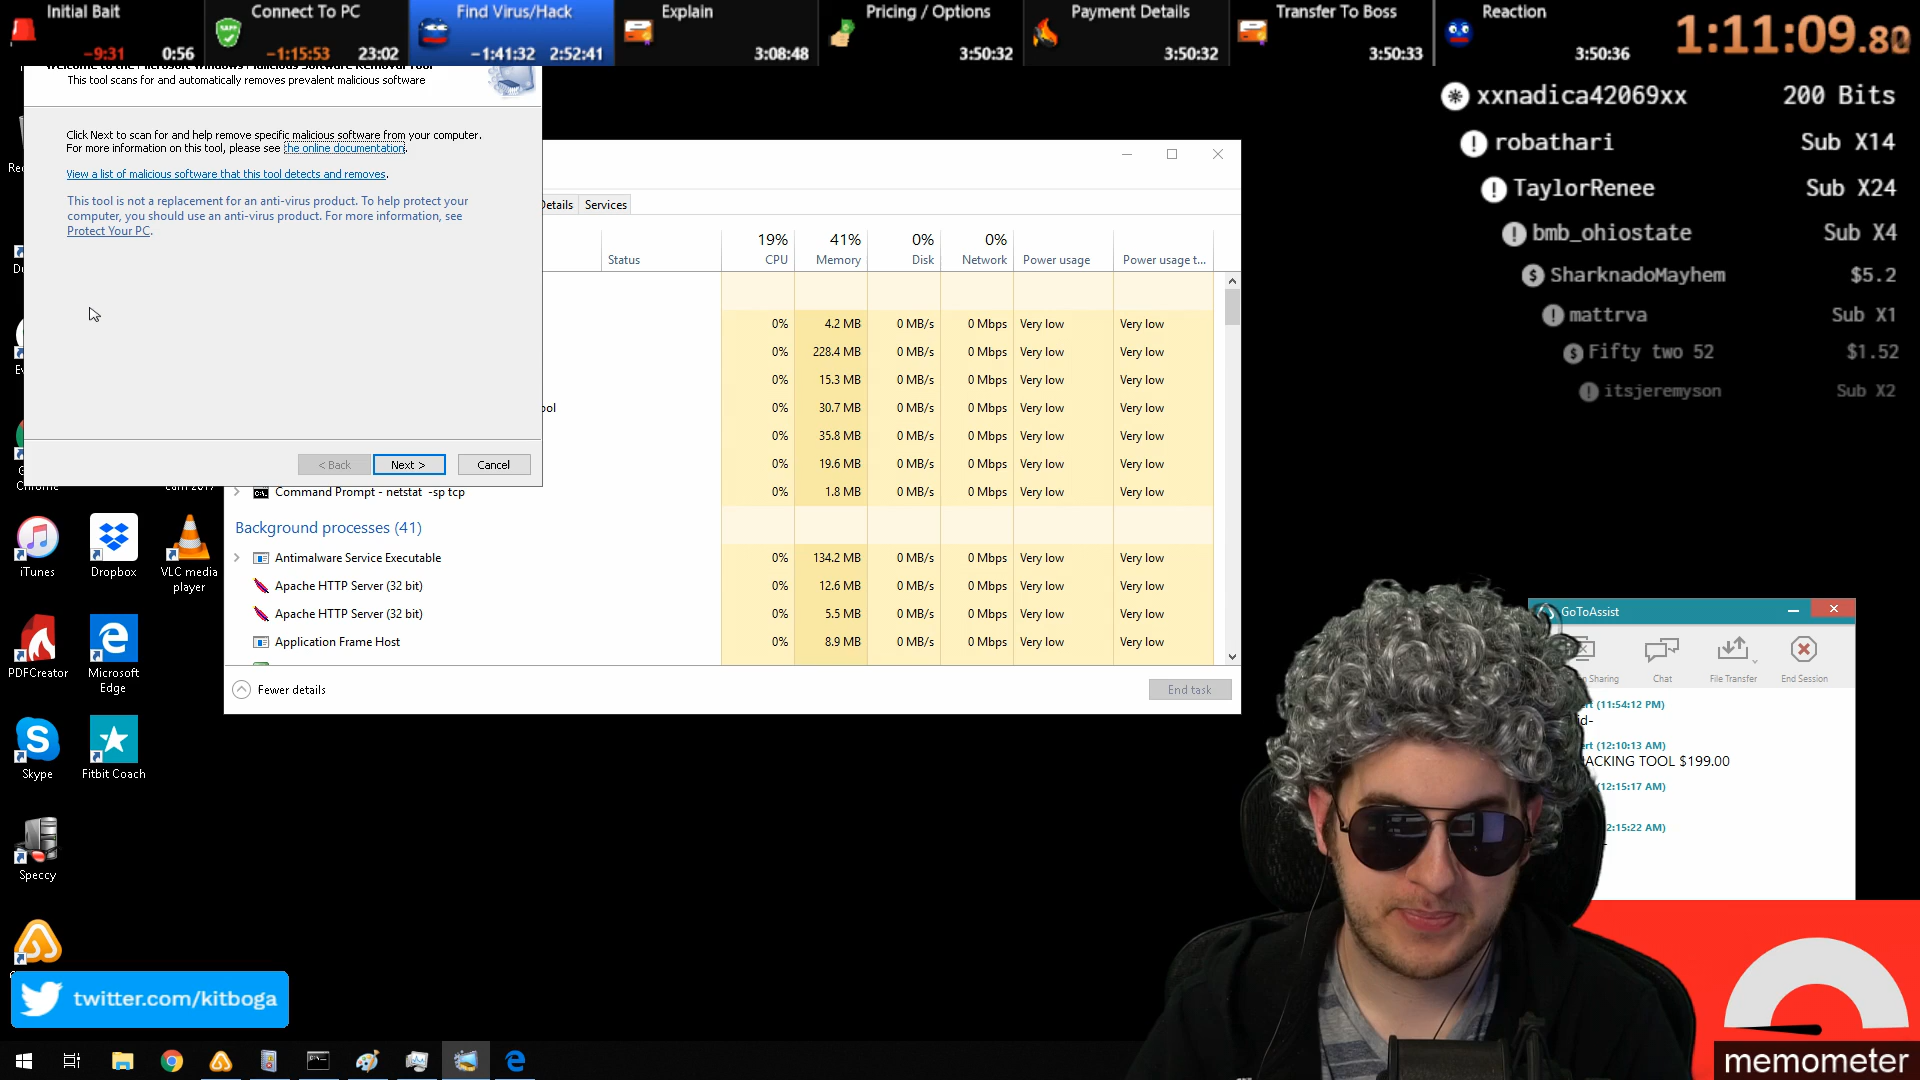 Initial Bait
-9:31 0:56
Connect To PC
-1:15:53 23:02
Find Virus/Hack
-1:41:32 2:52:41
Explain
3:08:48
Pricing / Options
3:50:32
Payment Details
3:50:32
Transfer To Boss
3:50:33
Reaction
3:50:36
1:11:09.80
xxnadica42069xx 200 Bits
robathari Sub X14
TaylorRenee Sub X24
bmb_ohiostate Sub X4
SharknadoMayhem $5.2
mattrva Sub X1
Fifty two 52 $1.52
itsjeremyson Sub X2
This tool scans for and automatically removes prevalent malicious software
Click Next to scan for and help remove specific malicious software from your computer.
For more information on this tool, please see the online documentation.
View a list of malicious software that this tool detects and removes.
This tool is not a replacement for an anti-virus product. To help protect your
computer, you should use an anti-virus product. For more information, see
Protect Your PC.
< Back Next > Cancel
Details Services
19% 41% 0% 0%
Status CPU Memory Disk Network Power usage Power usage t...
0% 4.2 MB 0 MB/s 0 Mbps Very low Very low
0% 228.4 MB 0 MB/s 0 Mbps Very low Very low
0% 15.3 MB 0 MB/s 0 Mbps Very low Very low
ool 0% 30.7 MB 0 MB/s 0 Mbps Very low Very low
0% 35.8 MB 0 MB/s 0 Mbps Very low Very low
0% 19.6 MB 0 MB/s 0 Mbps Very low Very low
Command Prompt - netstat -sp tcp 0% 1.8 MB 0 MB/s 0 Mbps Very low Very low
Background processes (41)
Antimalware Service Executable 0% 134.2 MB 0 MB/s 0 Mbps Very low Very low
Apache HTTP Server (32 bit) 0% 12.6 MB 0 MB/s 0 Mbps Very low Very low
Apache HTTP Server (32 bit) 0% 5.5 MB 0 MB/s 0 Mbps Very low Very low
Application Frame Host 0% 8.9 MB 0 MB/s 0 Mbps Very low Very low
Fewer details End task
iTunes
Dropbox
VLC media
player
PDFCreator
Microsoft
Edge
Skype
Fitbit Coach
Speccy
GoToAssist
Sharing Chat File Transfer End Session
(11:54:12 PM)
id-
(12:10:13 AM)
ACKING TOOL $199.00
(12:15:17 AM)
2:15:22 AM)
twitter.com/kitboga
memometer